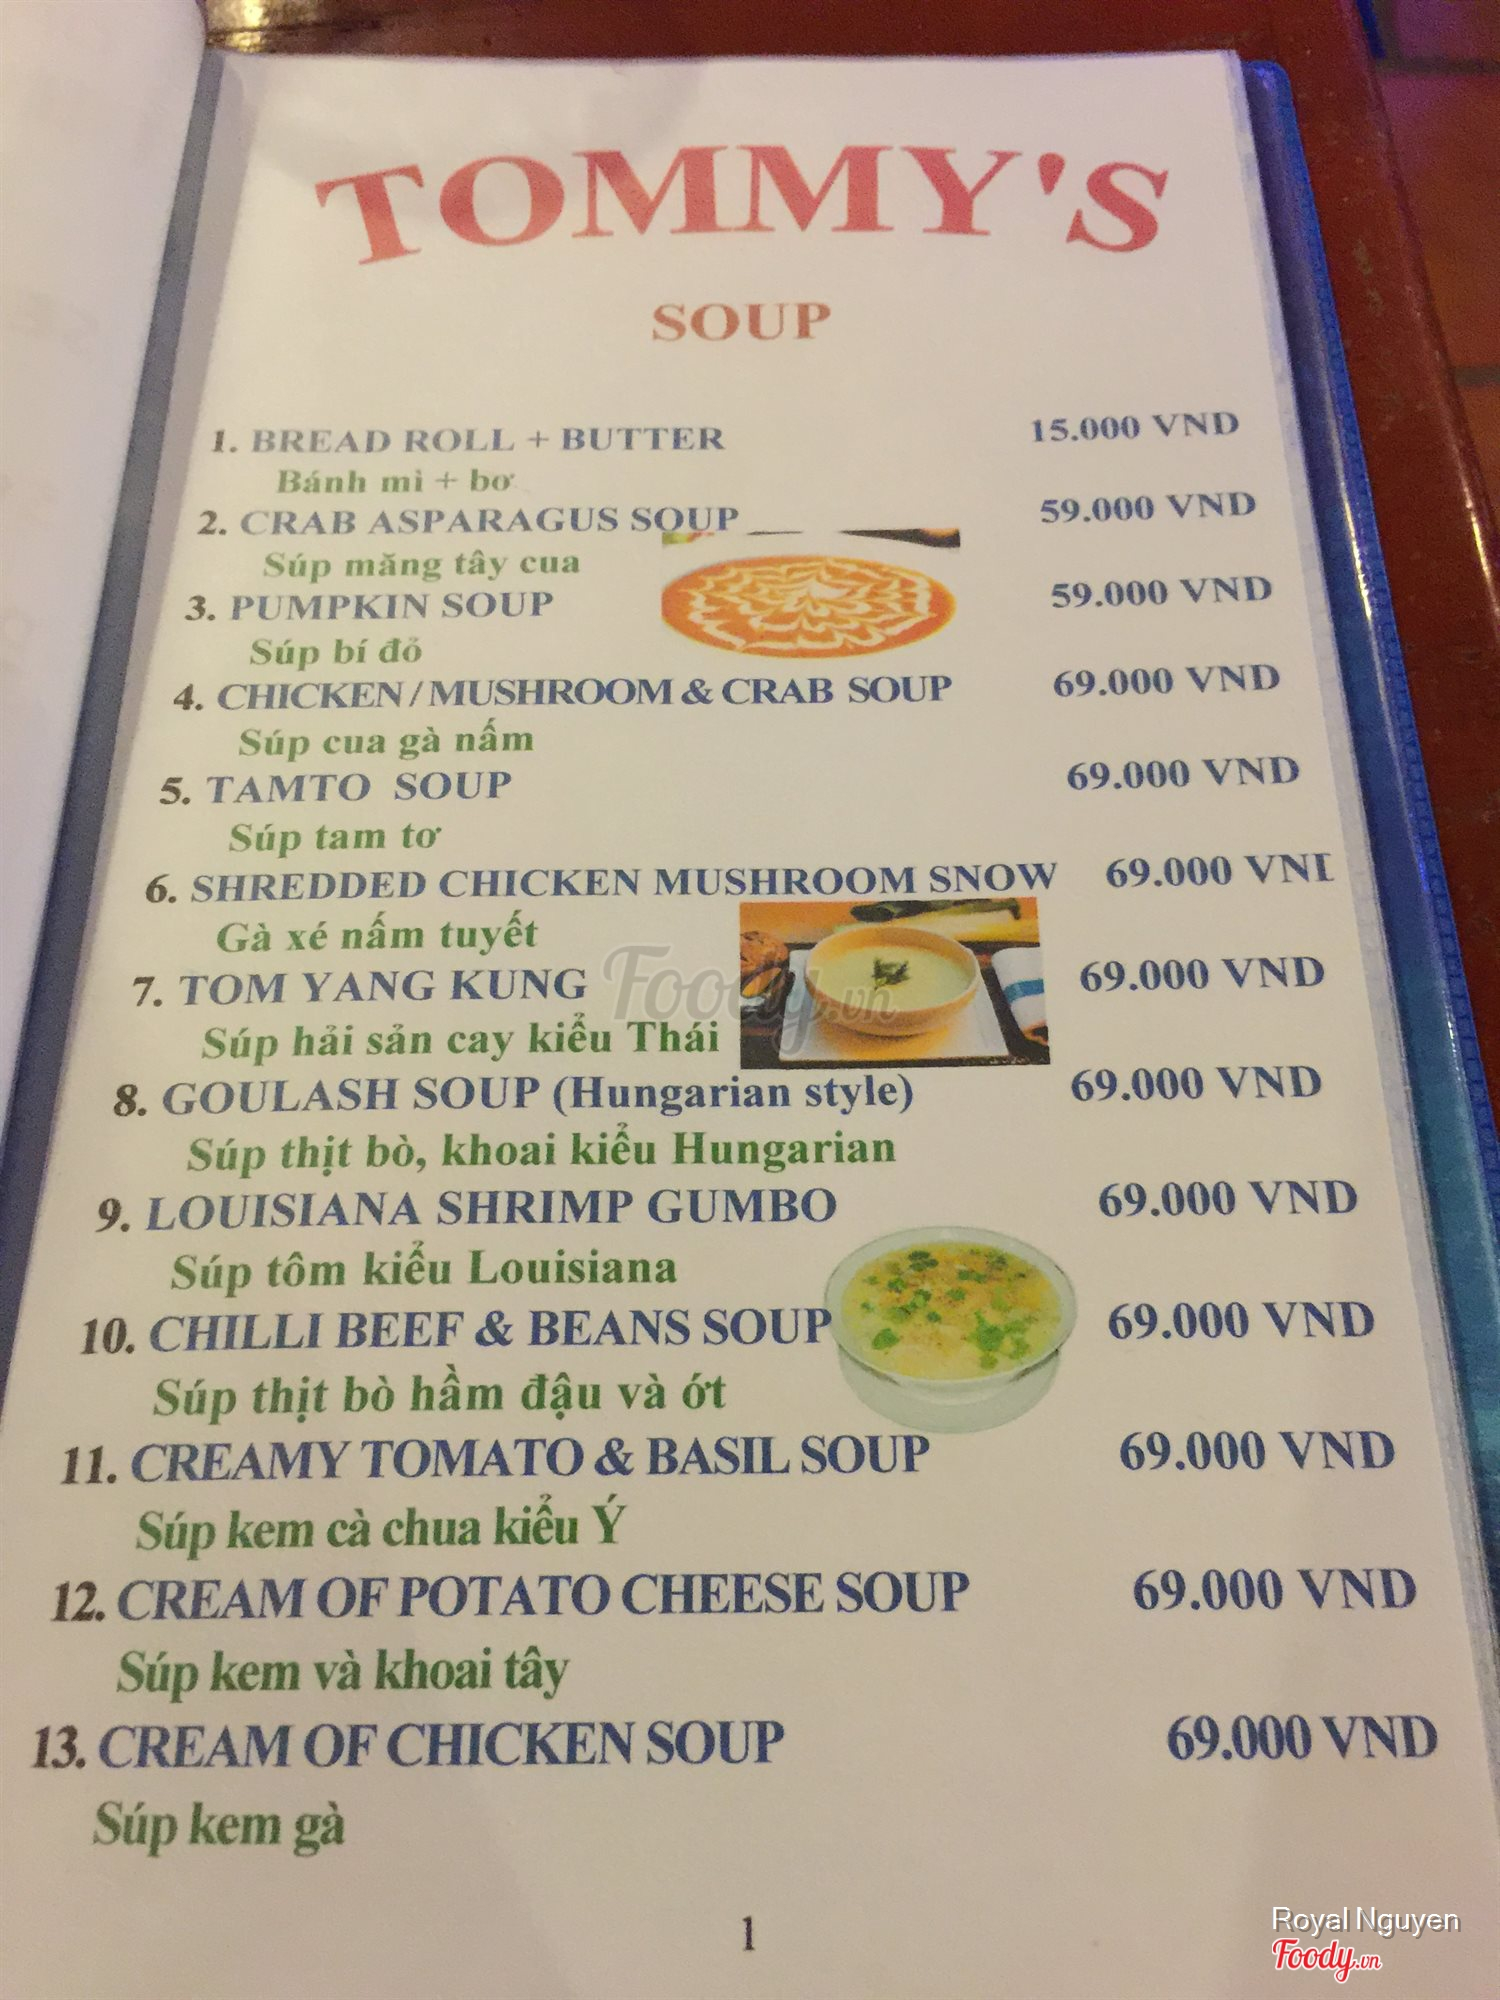 TOMMY'S
SOUP
1. BREAD ROLL + BUTTER 15.000 VND
Bánh mì + bơ
2. CRAB ASPARAGUS SOUP 59.000 VND
Súp măng tây cua
3. PUMPKIN SOUP 59.000 VND
Súp bí đỏ
4. CHICKEN / MUSHROOM & CRAB SOUP 69.000 VND
Súp cua gà nấm
5. TAMTO SOUP 69.000 VND
Súp tam tơ
6. SHREDDED CHICKEN MUSHROOM SNOW 69.000 VND
Gà xé nấm tuyết
7. TOM YANG KUNG 69.000 VND
Súp hải sản cay kiểu Thái
Foody.vn
8. GOULASH SOUP (Hungarian style) 69.000 VND
Súp thịt bò, khoai kiểu Hungarian
9. LOUISIANA SHRIMP GUMBO 69.000 VND
Súp tôm kiểu Louisiana
10. CHILLI BEEF & BEANS SOUP 69.000 VND
Súp thịt bò hầm đậu và ớt
11. CREAMY TOMATO & BASIL SOUP 69.000 VND
Súp kem cà chua kiểu Ý
12. CREAM OF POTATO CHEESE SOUP 69.000 VND
Súp kem và khoai tây
13. CREAM OF CHICKEN SOUP 69.000 VND
Súp kem gà
1
Royal Nguyen
Foody.vn